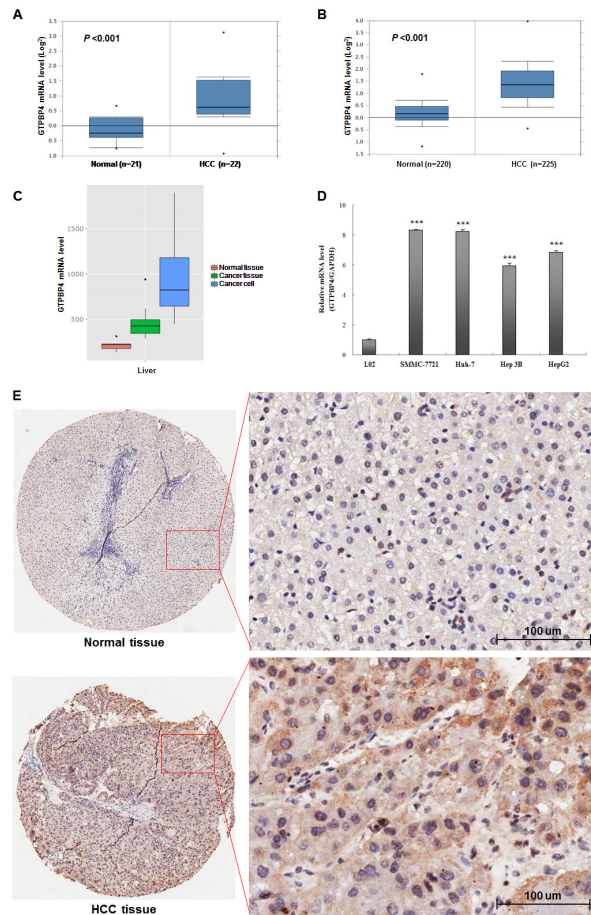 A
GTPBP4 mRNA level (Log²)
3.5
3.0
2.5
2.0
1.5
1.0
0.5
0.0
0.5
1.0
P <0.001
Normal (n=21)
HCC (n=22)
B
GTPBP4 mRNA level (Log²)
4.0
3.5
3.0
2.5
2.0
1.5
1.0
0.5
0.0
0.5
1.0
1.5
P <0.001
Normal (n=220)
HCC (n=225)
C
GTPBP4 mRNA level
1500
1000
500
Liver
Normal tissue
Cancer tissue
Cancer cell
D
Relative mRNA level
(GTPBP4/GAPDH)
10
8
6
4
2
0
***
***
***
***
L02
SMMC-7721
Huh-7
Hep 3B
HepG2
E
Normal tissue
100 um
HCC tissue
100 um